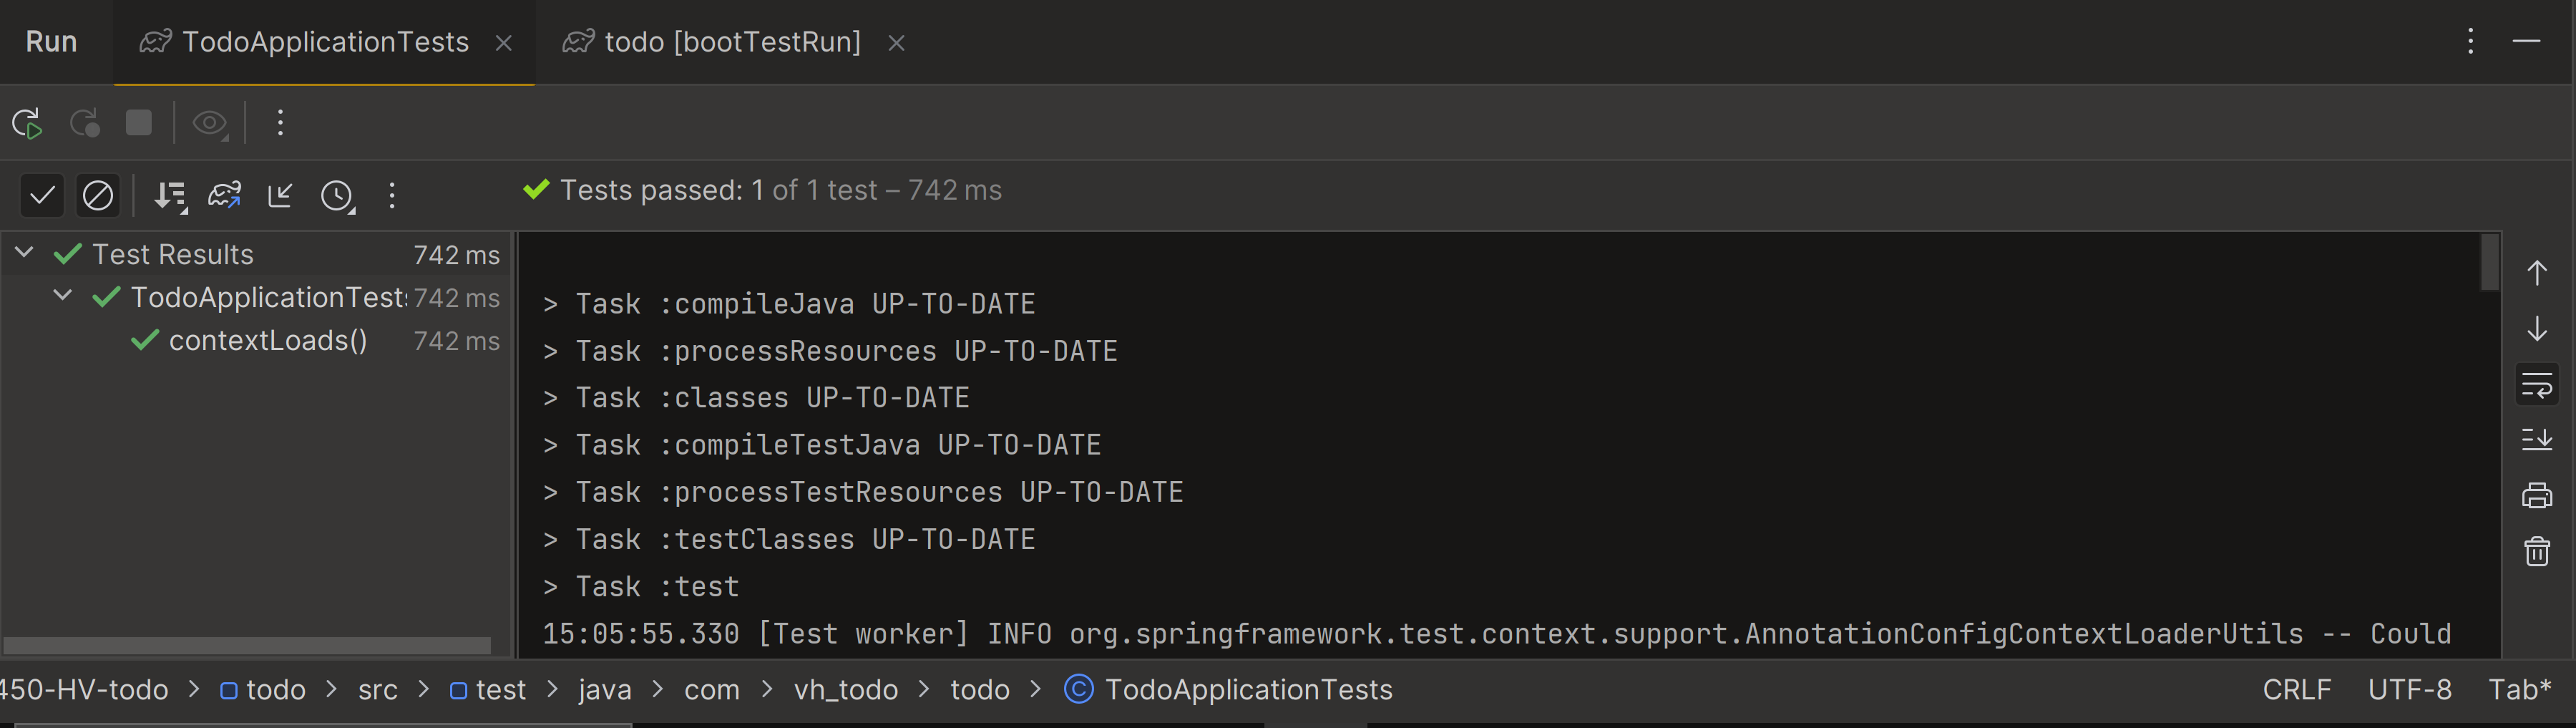 Run TodoApplicationTests todo [bootTestRun]
Tests passed: 1 of 1 test – 742 ms
Test Results 742 ms
TodoApplicationTest 742 ms
contextLoads() 742 ms
> Task :compileJava UP-TO-DATE
> Task :processResources UP-TO-DATE
> Task :classes UP-TO-DATE
> Task :compileTestJava UP-TO-DATE
> Task :processTestResources UP-TO-DATE
> Task :testClasses UP-TO-DATE
> Task :test
15:05:55.330 [Test worker] INFO org.springframework.test.context.support.AnnotationConfigContextLoaderUtils -- Could
450-HV-todo > todo > src > test > java > com > vh_todo > todo > TodoApplicationTests CRLF UTF-8 Tab*